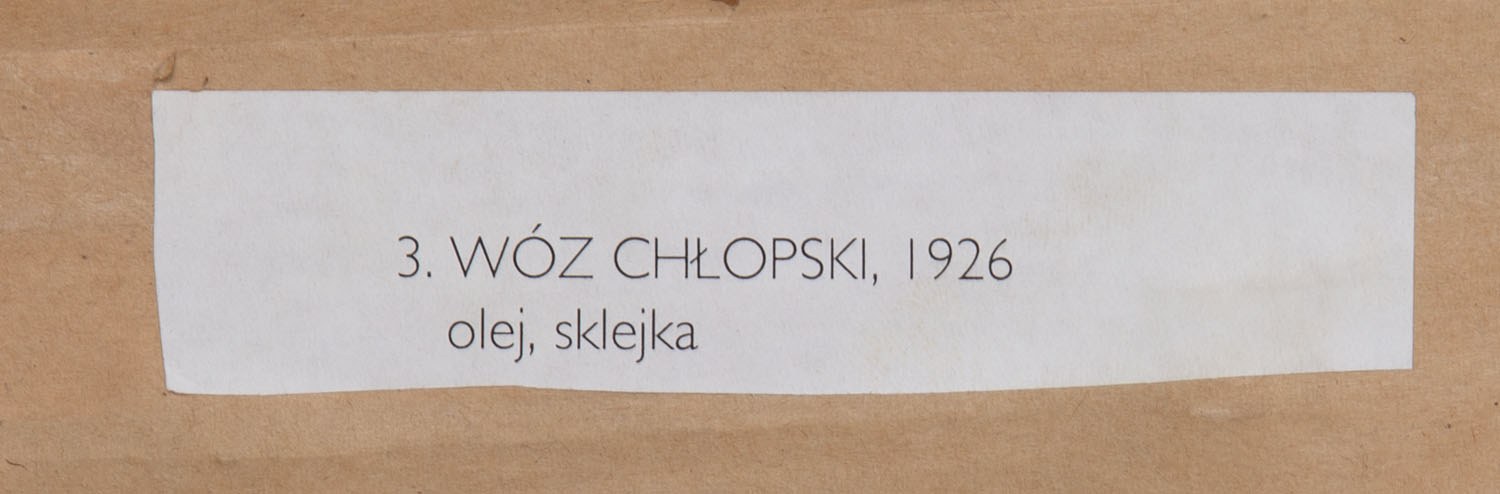 3. WÓZ CHŁOPSKI, 1926
olej, sklejka